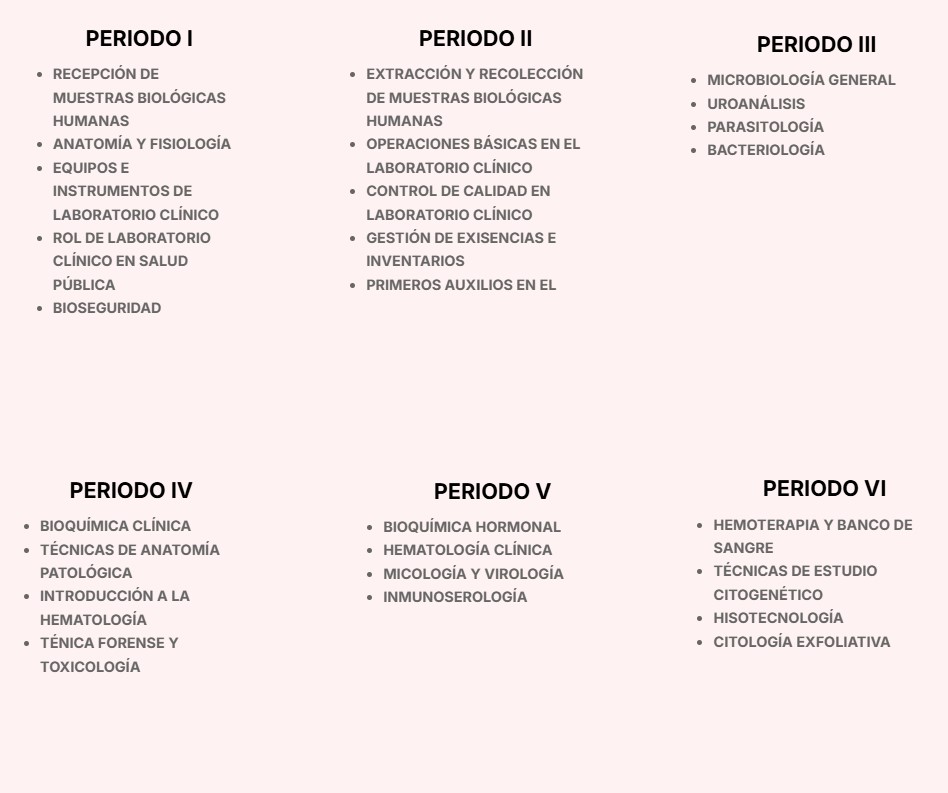 PERIODO I
RECEPCIÓN DE
MUESTRAS BIOLÓGICAS
HUMANAS
ANATOMÍA Y FISIOLOGÍA
EQUIPOS E
INSTRUMENTOS DE
LABORATORIO CLÍNICO
ROL DE LABORATORIO
CLÍNICO EN SALUD
PÚBLICA
BIOSEGURIDAD
PERIODO II
EXTRACCIÓN Y RECOLECCIÓN
DE MUESTRAS BIOLÓGICAS
HUMANAS
OPERACIONES BÁSICAS EN EL
LABORATORIO CLÍNICO
CONTROL DE CALIDAD EN
LABORATORIO CLÍNICO
GESTIÓN DE EXISENCIAS E
INVENTARIOS
PRIMEROS AUXILIOS EN EL
PERIODO III
MICROBIOLOGÍA GENERAL
UROANÁLISIS
PARASITOLOGÍA
BACTERIOLOGÍA
PERIODO IV
BIOQUÍMICA CLÍNICA
TÉCNICAS DE ANATOMÍA
PATOLÓGICA
INTRODUCCIÓN A LA
HEMATOLOGÍA
TÉNICA FORENSE Y
TOXICOLOGÍA
PERIODO V
BIOQUÍMICA HORMONAL
HEMATOLOGÍA CLÍNICA
MICOLOGÍA Y VIROLOGÍA
INMUNOSEROLOGÍA
PERIODO VI
HEMOTERAPIA Y BANCO DE
SANGRE
TÉCNICAS DE ESTUDIO
CITOGENÉTICO
HISOTECNOLOGÍA
CITOLOGÍA EXFOLIATIVA